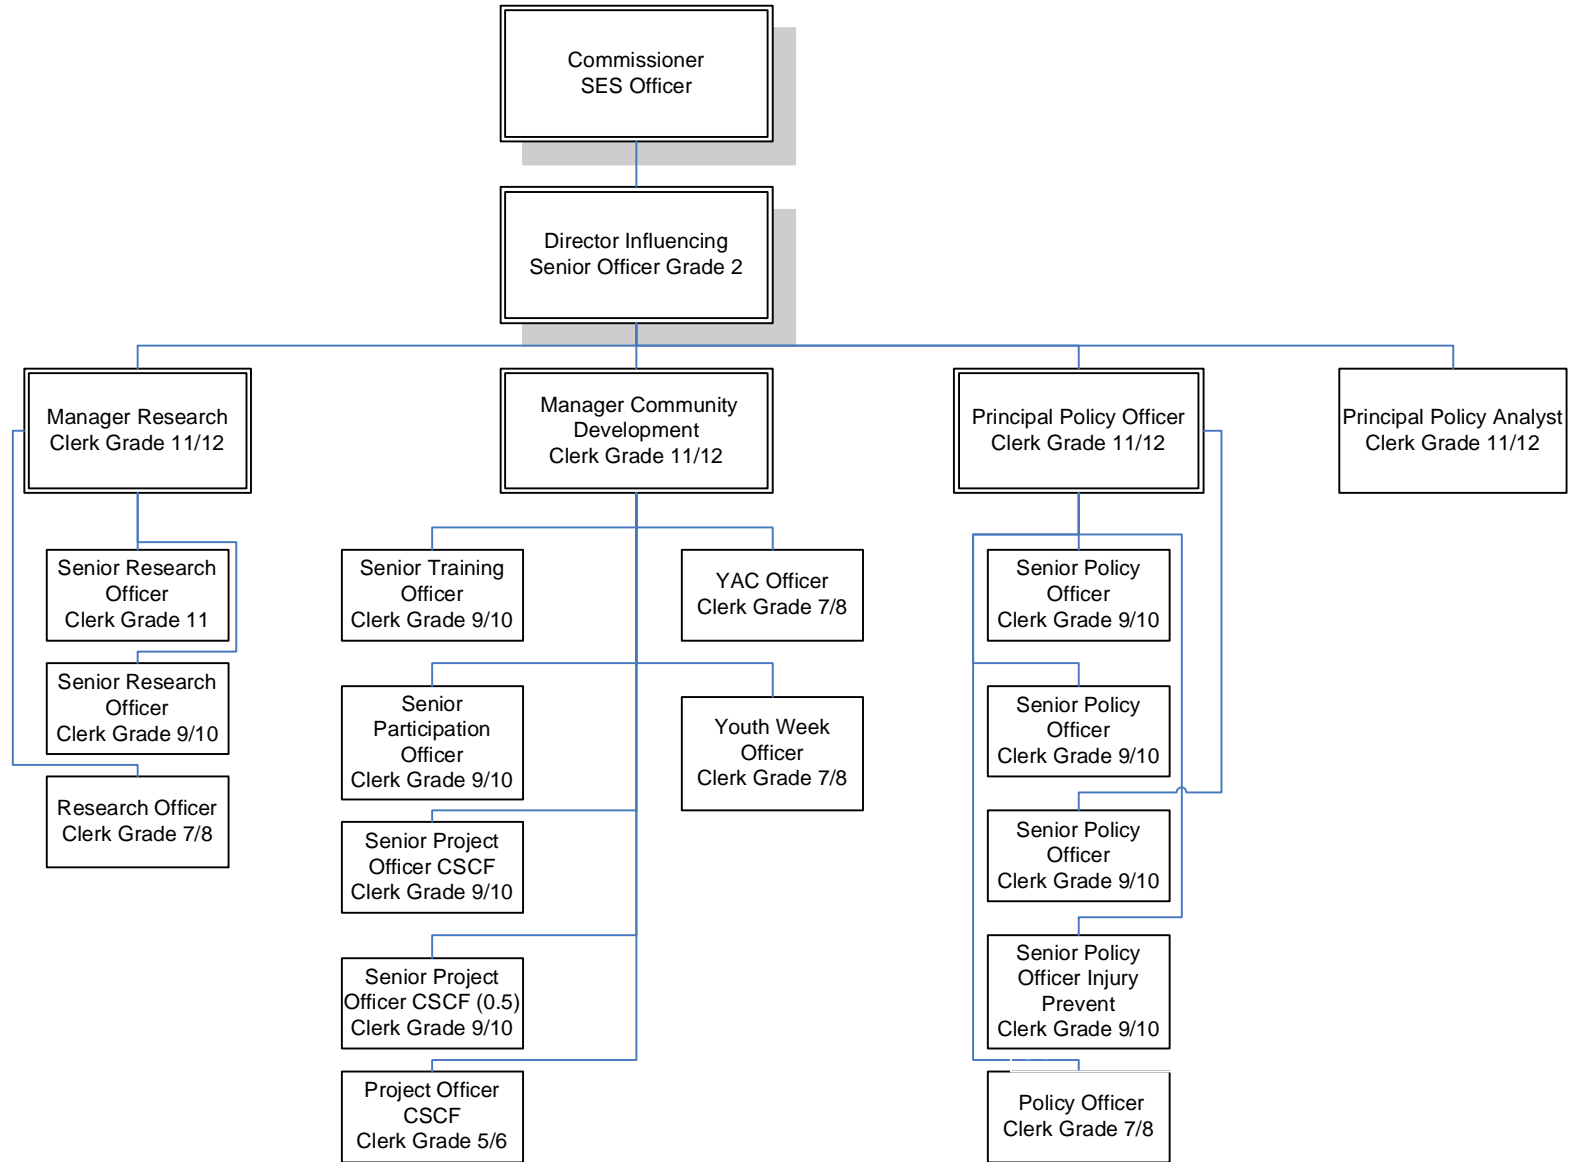 Commissioner
SES Officer
Director Influencing
Senior Officer Grade 2
Manager Research
Clerk Grade 11/12
Manager Community
Development
Clerk Grade 11/12
Principal Policy Officer
Clerk Grade 11/12
Principal Policy Analyst
Clerk Grade 11/12
Senior Research
Officer
Clerk Grade 11
Senior Research
Officer
Clerk Grade 9/10
Research Officer
Clerk Grade 7/8
Senior Training
Officer
Clerk Grade 9/10
Senior
Participation
Officer
Clerk Grade 9/10
Senior Project
Officer CSCF
Clerk Grade 9/10
Senior Project
Officer CSCF (0.5)
Clerk Grade 9/10
Project Officer
CSCF
Clerk Grade 5/6
YAC Officer
Clerk Grade 7/8
Youth Week
Officer
Clerk Grade 7/8
Senior Policy
Officer
Clerk Grade 9/10
Senior Policy
Officer
Clerk Grade 9/10
Senior Policy
Officer
Clerk Grade 9/10
Senior Policy
Officer Injury
Prevent
Clerk Grade 9/10
Policy Officer
Clerk Grade 7/8